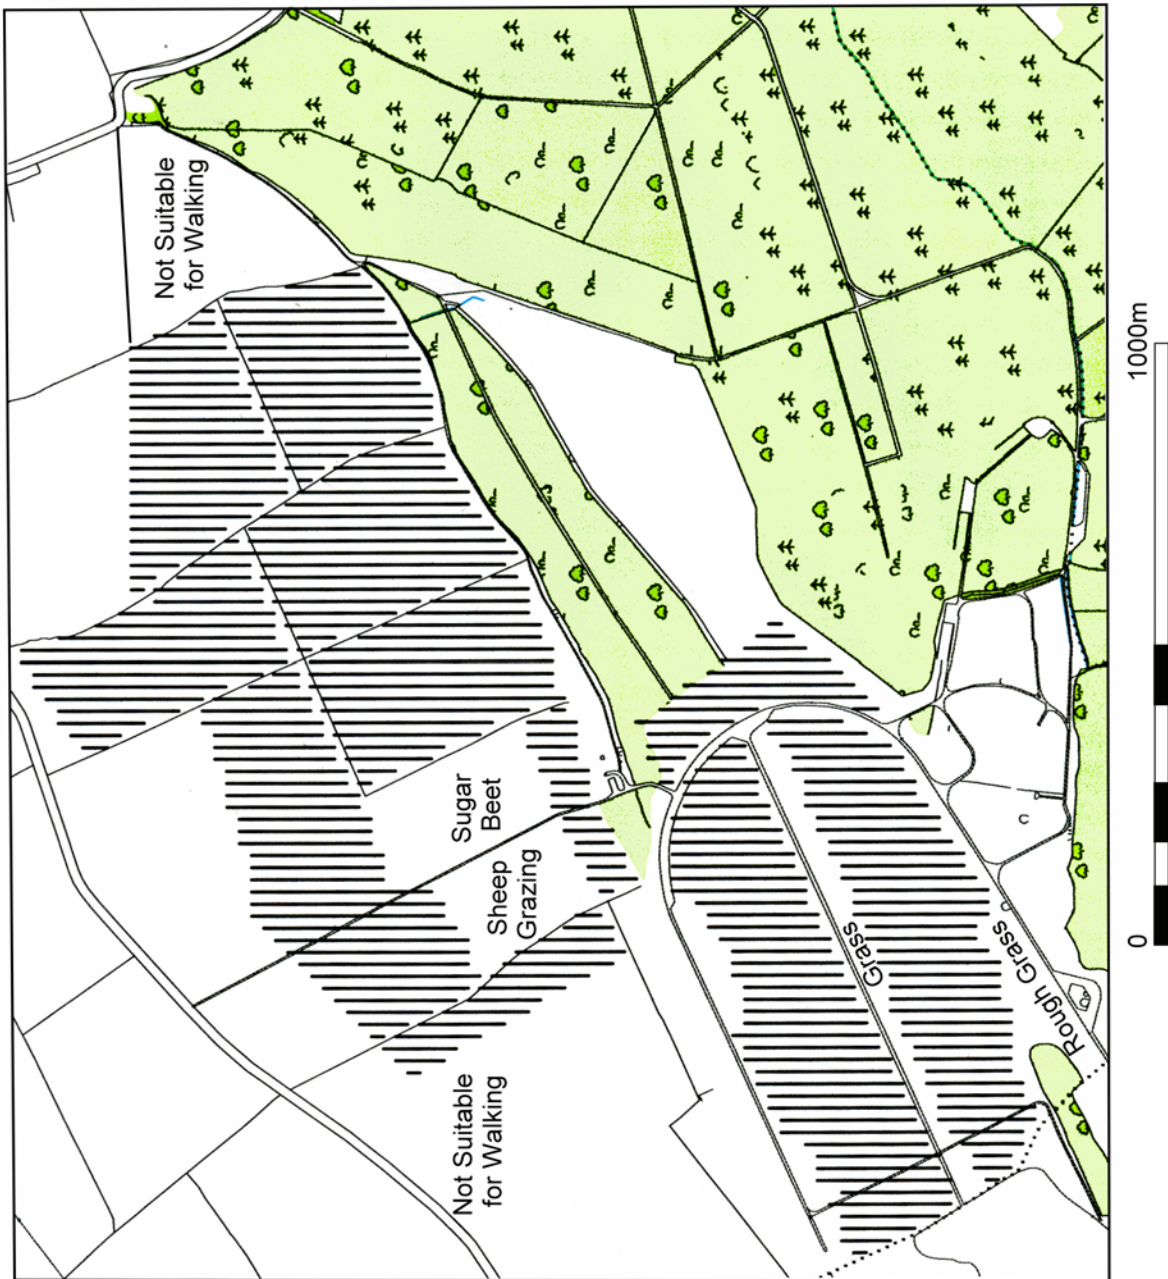 Not Suitable
for Walking
Sugar
Beet
Sheep
Grazing
Not Suitable
for Walking
Grass
Rough Grass
0
1000m